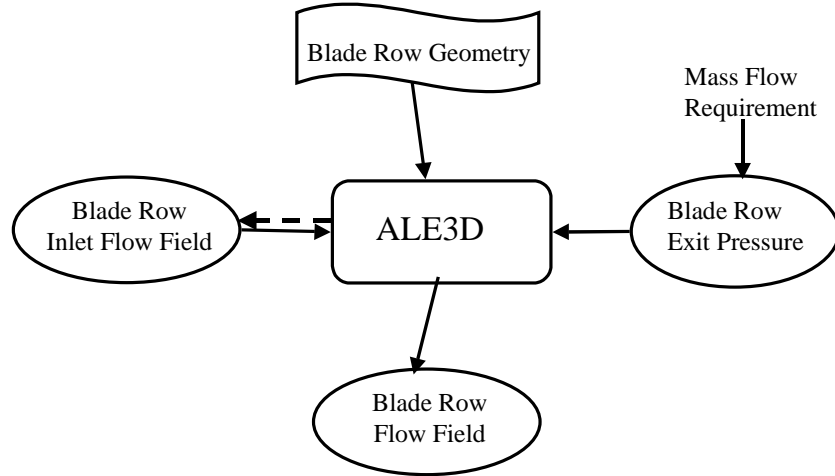 Blade Row Geometry
Mass Flow
Requirement
Blade Row
Inlet Flow Field
ALE3D
Blade Row
Exit Pressure
Blade Row
Flow Field